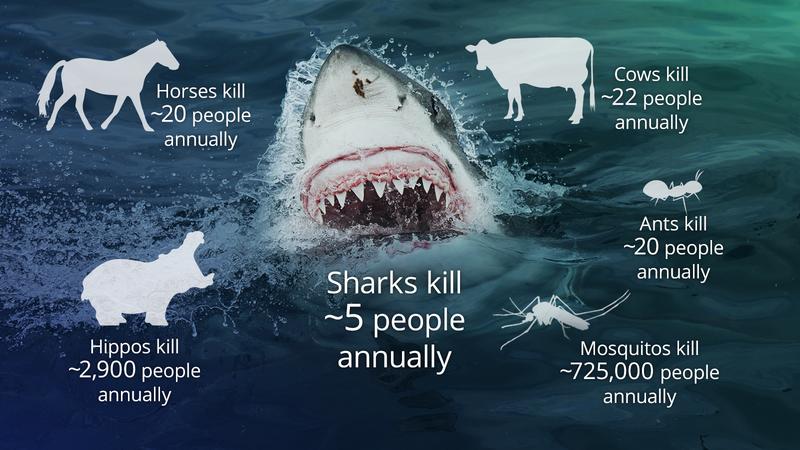 Horses kill
~20 people
annually
Cows kill
~22 people
annually
Ants kill
~20 people
annually
Hippos kill
~2,900 people
annually
Sharks kill
~5 people
annually
Mosquitos kill
~725,000 people
annually